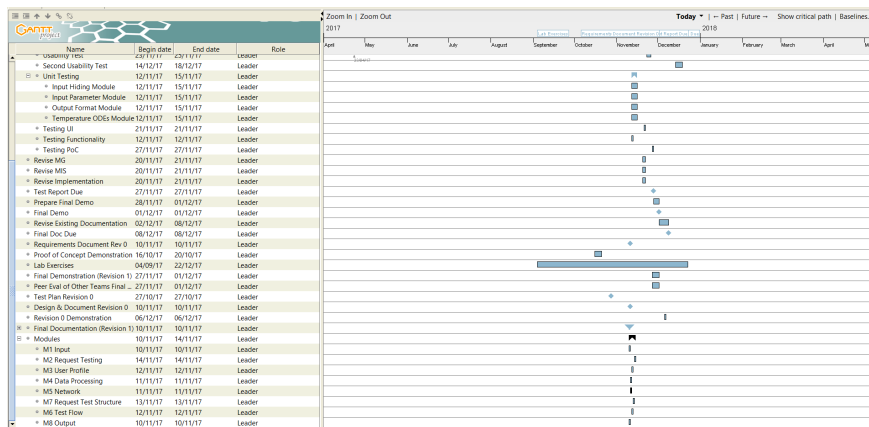 Zoom In | Zoom Out
Today ▾ | ← Past | Future → Show critical path | Baselines...
GANTT
project
2017
2018
Lab Exercises
Requirements Document Revision 0
April May June July August September October November December January February March April M
Name Begin date End date Role
Usability Test 23/11/17 25/11/17 Leader
Second Usability Test 14/12/17 18/12/17 Leader
Unit Testing 12/11/17 15/11/17 Leader
Input Hiding Module 12/11/17 15/11/17 Leader
Input Parameter Module 12/11/17 15/11/17 Leader
Output Format Module 12/11/17 15/11/17 Leader
Temperature ODEs Module 12/11/17 15/11/17 Leader
Testing UI 21/11/17 21/11/17 Leader
Testing Functionality 12/11/17 12/11/17 Leader
Testing PoC 27/11/17 27/11/17 Leader
Revise MG 20/11/17 21/11/17 Leader
Revise MIS 20/11/17 21/11/17 Leader
Revise Implementation 20/11/17 21/11/17 Leader
Test Report Due 27/11/17 27/11/17 Leader
Prepare Final Demo 28/11/17 01/12/17 Leader
Final Demo 01/12/17 01/12/17 Leader
Revise Existing Documentation 02/12/17 08/12/17 Leader
Final Doc Due 08/12/17 08/12/17 Leader
Requirements Document Rev 0 10/11/17 10/11/17 Leader
Proof of Concept Demonstration 16/10/17 20/10/17 Leader
Lab Exercises 04/09/17 22/12/17 Leader
Final Demonstration (Revision 1) 27/11/17 01/12/17 Leader
Peer Eval of Other Teams Final ... 27/11/17 01/12/17 Leader
Test Plan Revision 0 27/10/17 27/10/17 Leader
Design & Document Revision 0 10/11/17 10/11/17 Leader
Revision 0 Demonstration 06/12/17 06/12/17 Leader
Final Documentation (Revision 1) 10/11/17 10/11/17 Leader
Modules 10/11/17 14/11/17 Leader
M1 Input 10/11/17 10/11/17 Leader
M2 Request Testing 14/11/17 14/11/17 Leader
M3 User Profile 12/11/17 12/11/17 Leader
M4 Data Processing 11/11/17 11/11/17 Leader
M5 Network 11/11/17 11/11/17 Leader
M7 Request Test Structure 13/11/17 13/11/17 Leader
M6 Test Flow 12/11/17 12/11/17 Leader
M8 Output 10/11/17 10/11/17 Leader